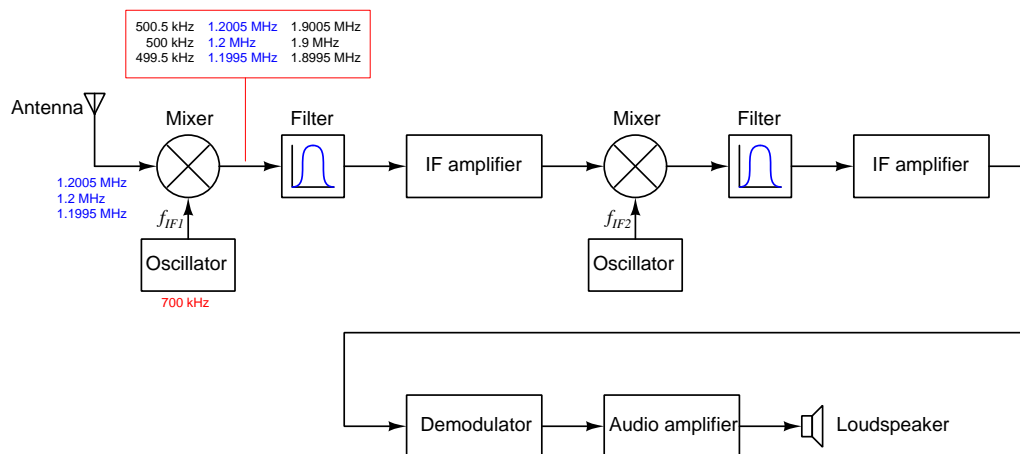 500.5 kHz 1.2005 MHz 1.9005 MHz
500 kHz 1.2 MHz 1.9 MHz
499.5 kHz 1.1995 MHz 1.8995 MHz
Antenna
Mixer
Filter
IF amplifier
Mixer
Filter
IF amplifier
1.2005 MHz
1.2 MHz
1.1995 MHz
fIF1
Oscillator
700 kHz
fIF2
Oscillator
Demodulator
Audio amplifier
Loudspeaker